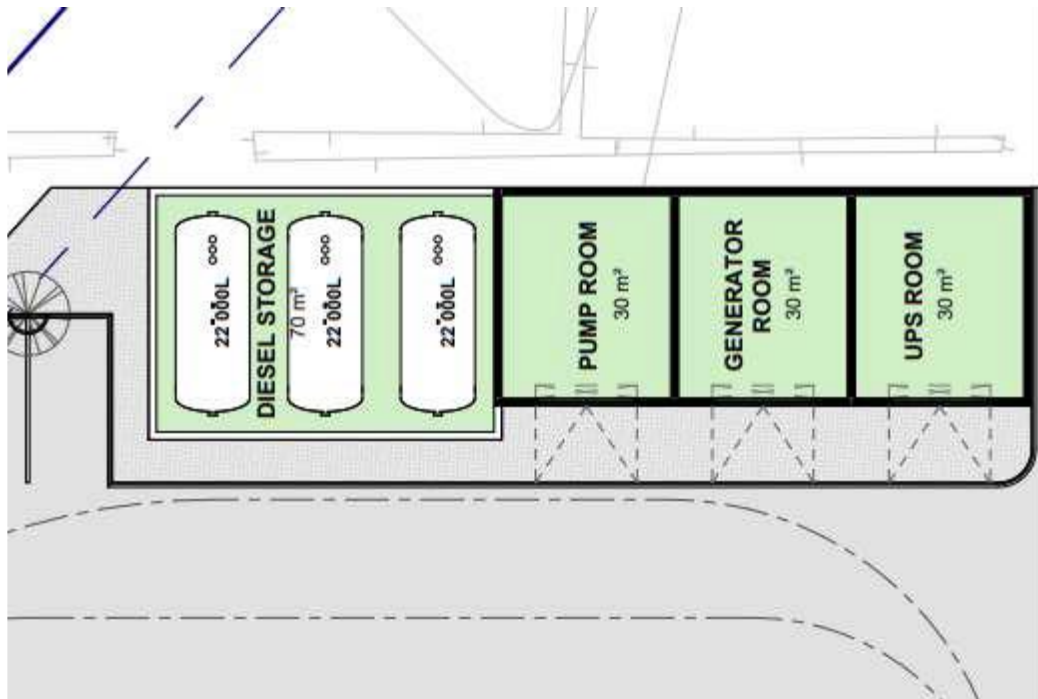 22 000L
DIESEL STORAGE
70 m²
22 000L
22 000L
PUMP ROOM
30 m²
GENERATOR
ROOM
30 m²
UPS ROOM
30 m²